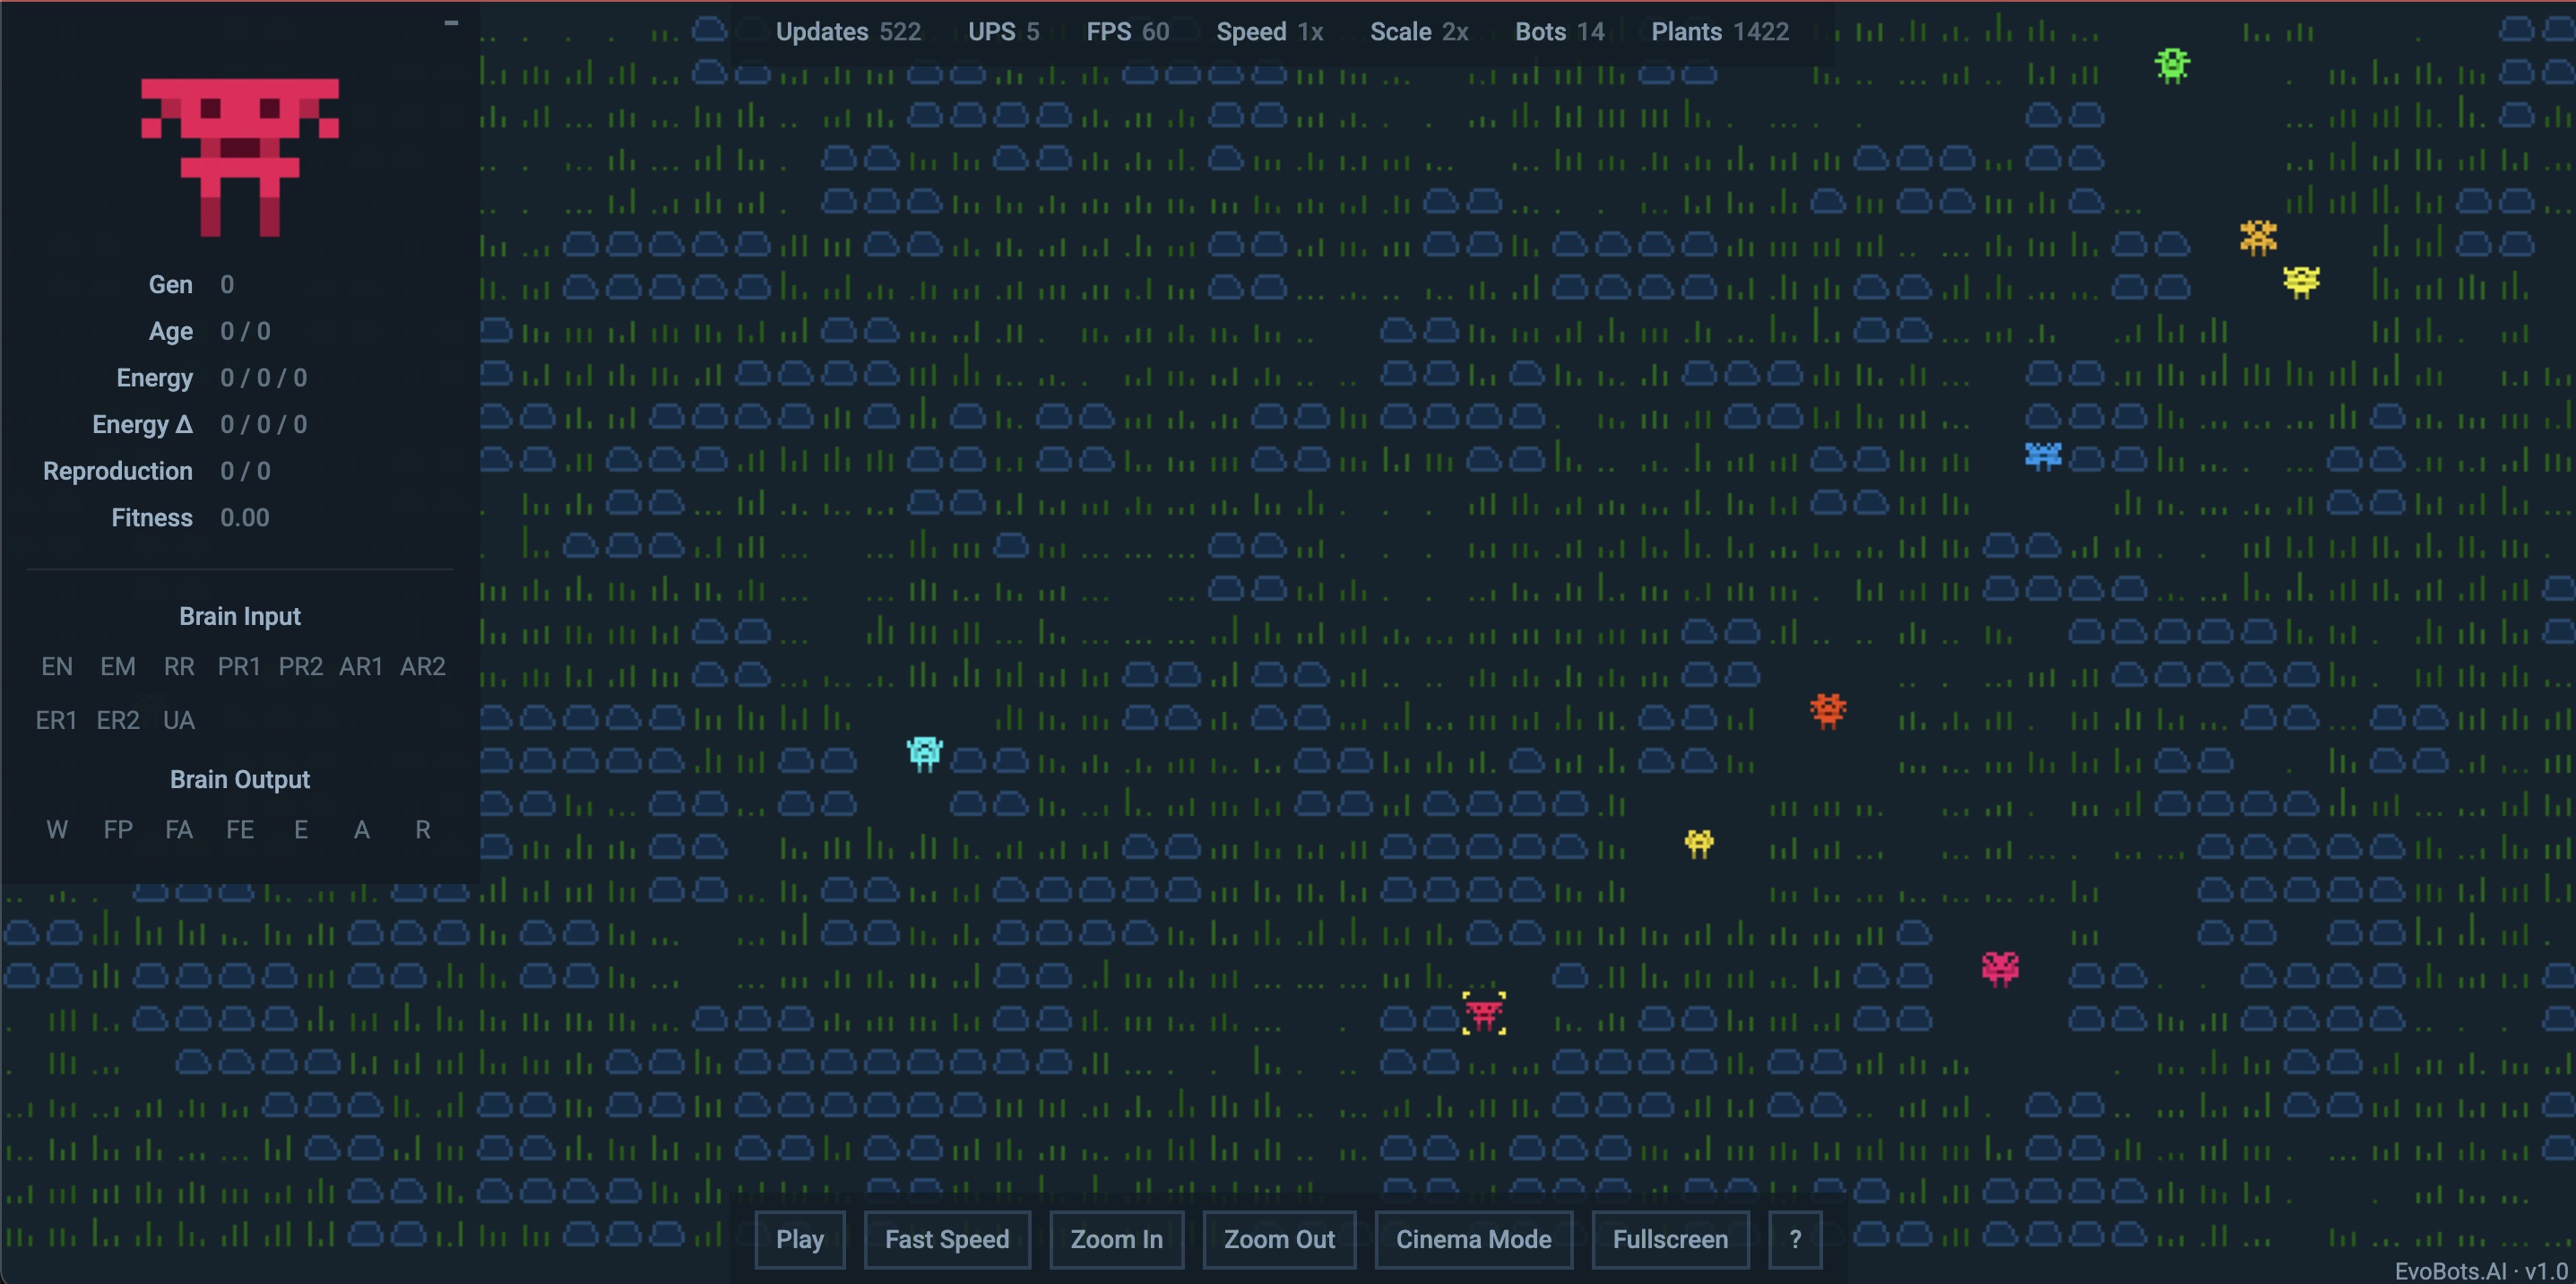 Updates 522 UPS 5 FPS 60 Speed 1x Scale 2x Bots 14 Plants 1422
Gen 0
Age 0 / 0
Energy 0 / 0 / 0
Energy Δ 0 / 0 / 0
Reproduction 0 / 0
Fitness 0.00
Brain Input
EN EM RR PR1 PR2 AR1 AR2
ER1 ER2 UA
Brain Output
W FP FA FE E A R
Play Fast Speed Zoom In Zoom Out Cinema Mode Fullscreen ?
EvoBots.AI · v1.0